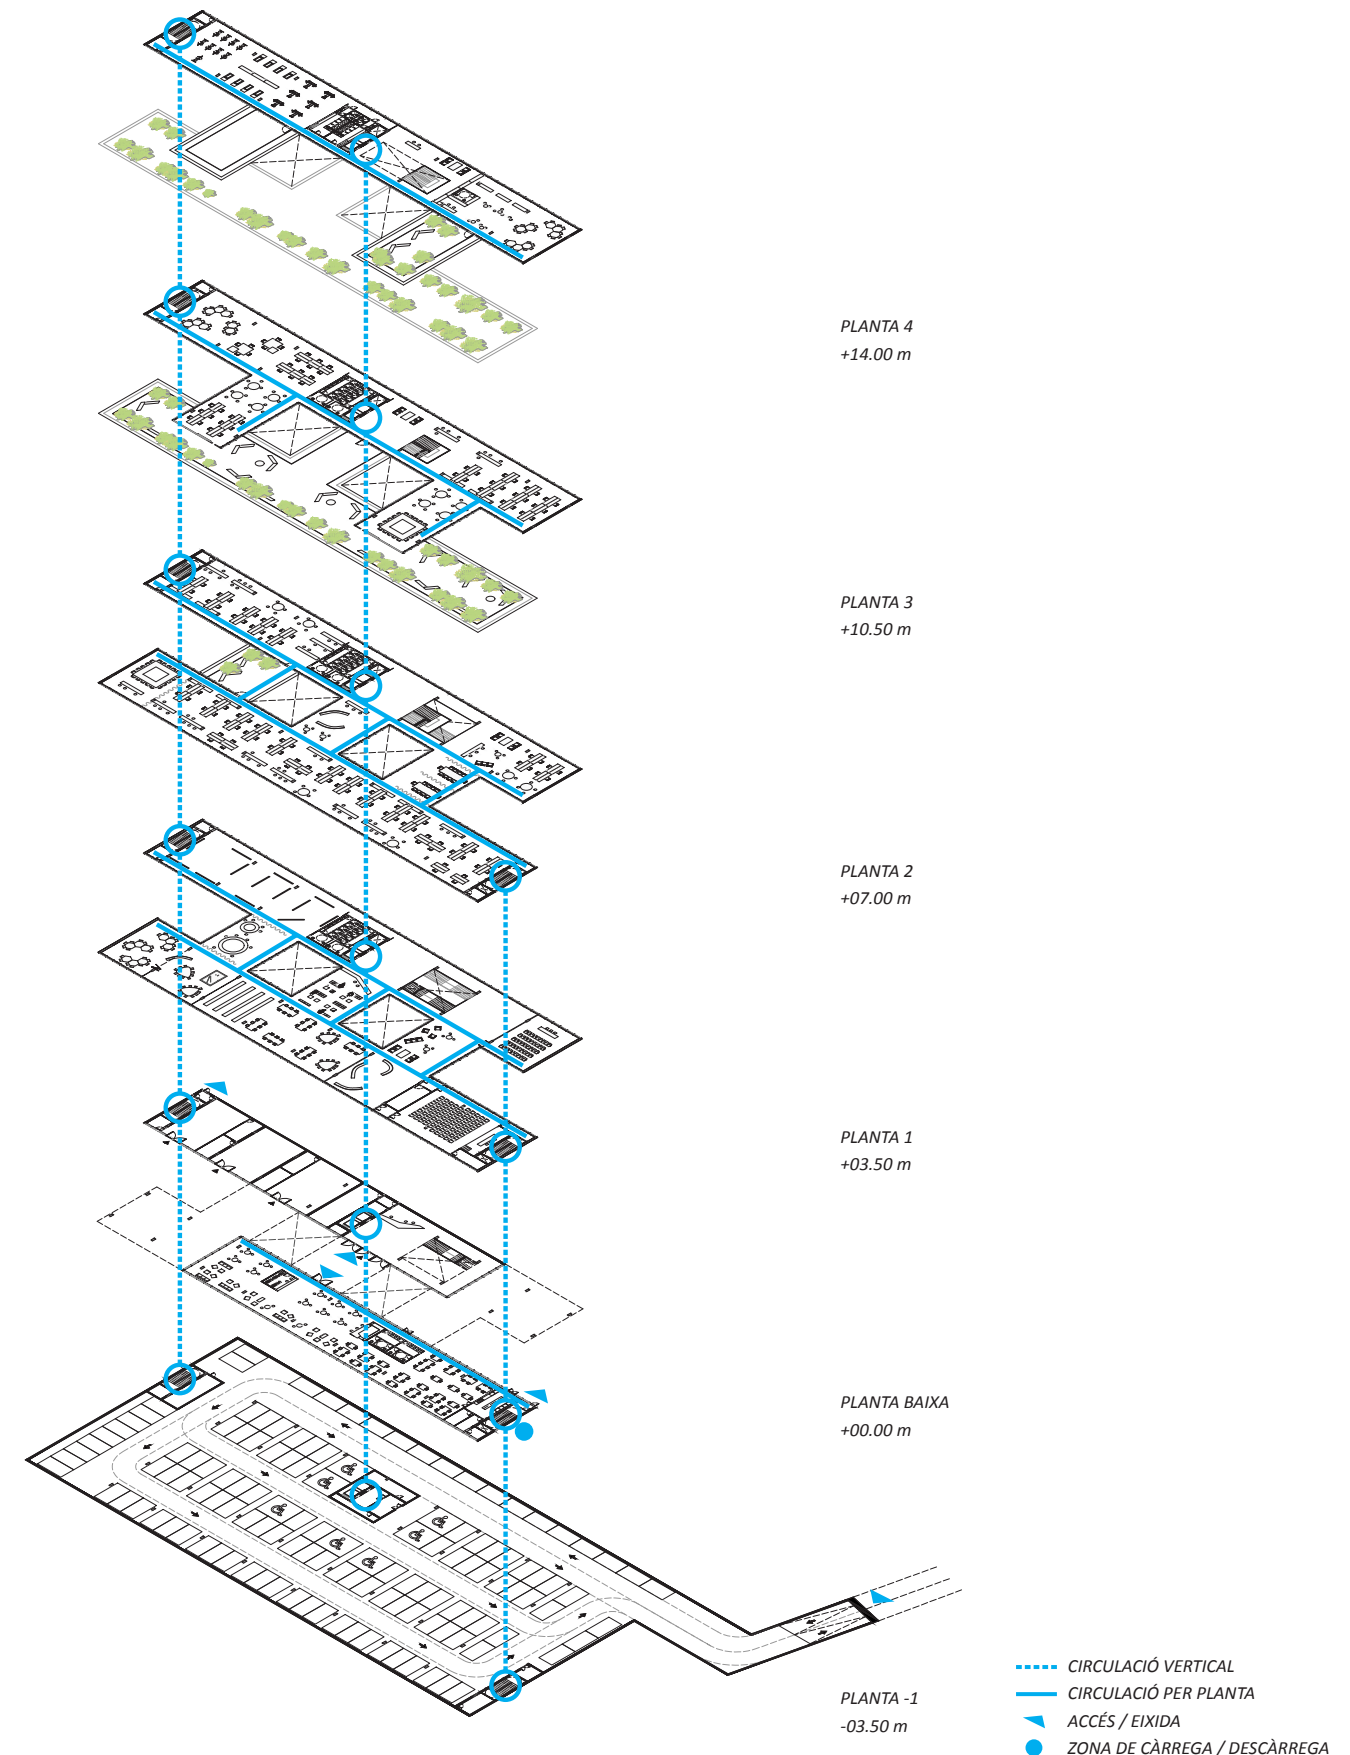 PLANTA 4
+14.00 m
PLANTA 3
+10.50 m
PLANTA 2
+07.00 m
PLANTA 1
+03.50 m
PLANTA BAIXA
+00.00 m
PLANTA -1
-03.50 m
CIRCULACIÓ VERTICAL
CIRCULACIÓ PER PLANTA
ACCÉS / EIXIDA
ZONA DE CÀRREGA / DESCÀRREGA